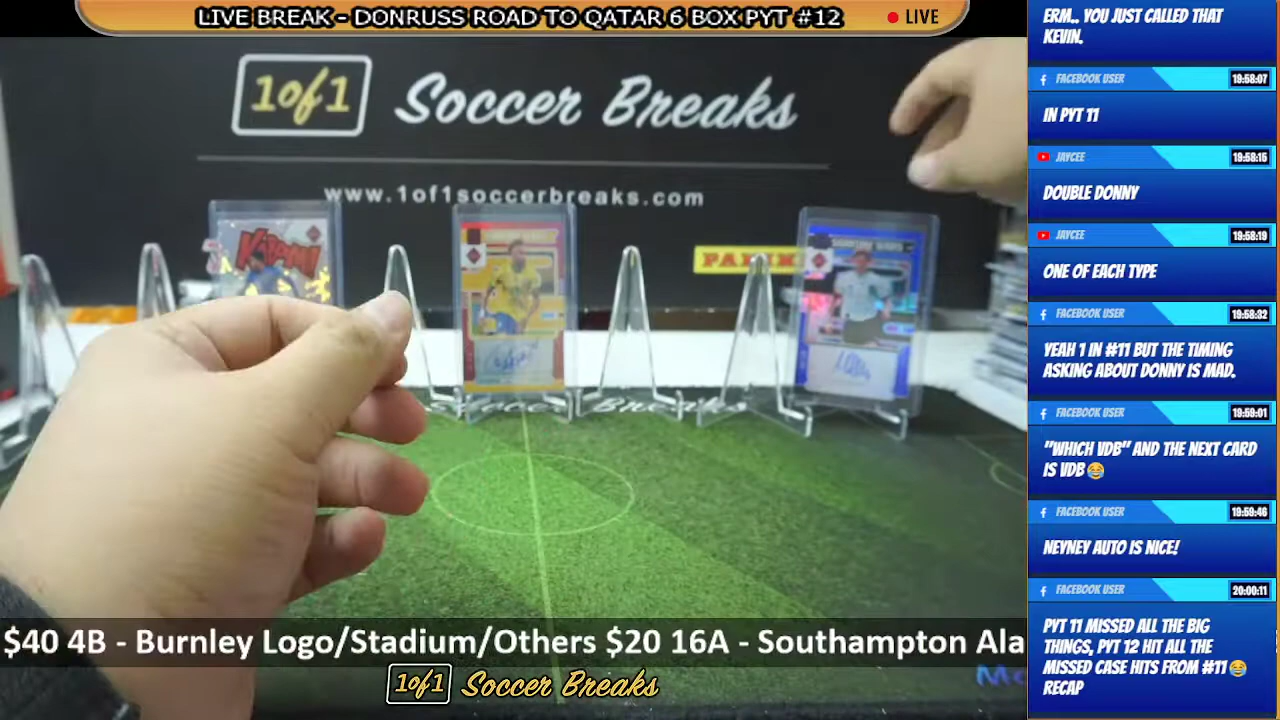 LIVE BREAK - DONRUSS ROAD TO QATAR 6 BOX PYT #12
LIVE
1of1 Soccer Breaks
www.1of1soccerbreaks.com
KABOOM!
PANINI
SIGNATURE MARKS
Soccer Breaks
$40 4B - Burnley Logo/Stadium/Others $20 16A - Southampton Ala
1of1 Soccer Breaks
ERM.. YOU JUST CALLED THAT
KEVIN.
FACEBOOK USER 19:58:07
IN PYT 11
JAYCEE 19:58:15
DOUBLE DONNY
JAYCEE 19:58:19
ONE OF EACH TYPE
FACEBOOK USER 19:58:32
YEAH 1 IN #11 BUT THE TIMING
ASKING ABOUT DONNY IS MAD.
FACEBOOK USER 19:59:01
"WHICH VDB" AND THE NEXT CARD
IS VDB😂
FACEBOOK USER 19:59:46
NEYNEY AUTO IS NICE!
FACEBOOK USER 20:00:11
PYT 11 MISSED ALL THE BIG
THINGS, PYT 12 HIT ALL THE
MISSED CASE HITS FROM #11😂
RECAP